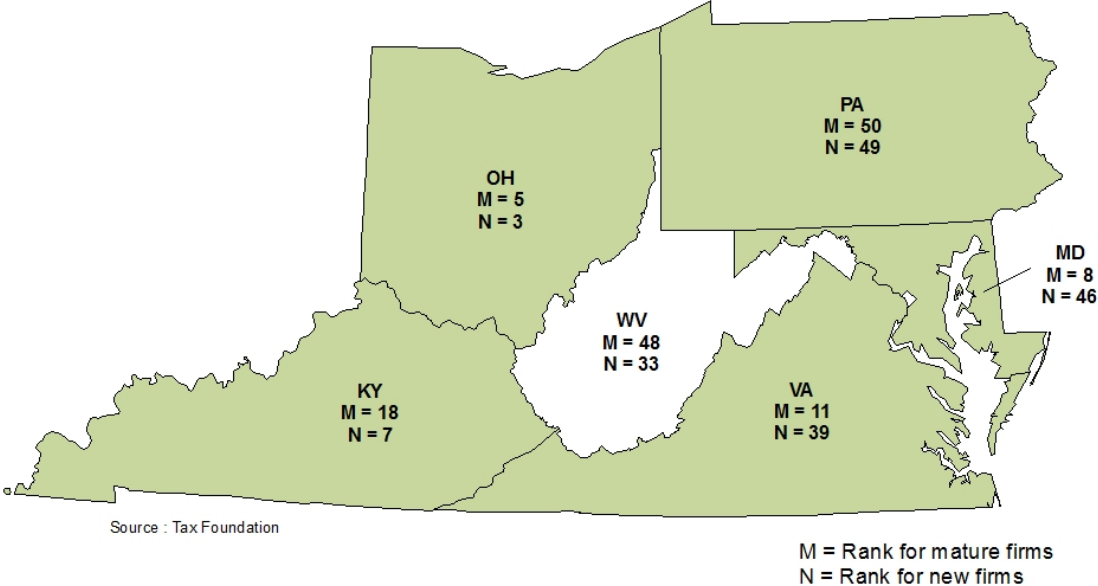 PA
M = 50
N = 49
OH
M = 5
N = 3
MD
M = 8
N = 46
WV
M = 48
N = 33
KY
M = 18
N = 7
VA
M = 11
N = 39
Source : Tax Foundation
M = Rank for mature firms
N = Rank for new firms